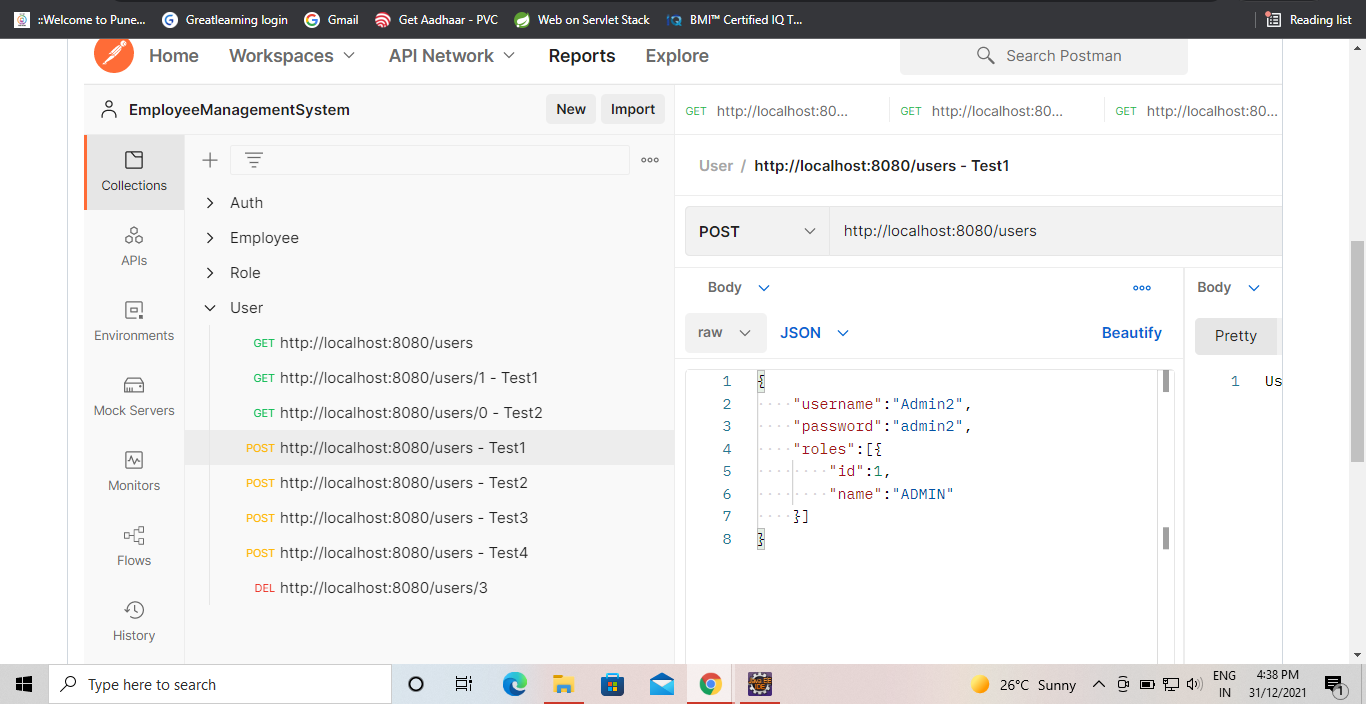 ::Welcome to Pune... Greatlearning login Gmail Get Aadhaar - PVC Web on Servlet Stack BMI™ Certified IQ T... Reading list
Home Workspaces API Network Reports Explore Search Postman
EmployeeManagementSystem New Import GET http://localhost:80... GET http://localhost:80... GET http://localhost:80...
User / http://localhost:8080/users - Test1
Collections
APIs
Environments
Mock Servers
Monitors
Flows
History
Auth
Employee
Role
User
GET http://localhost:8080/users
GET http://localhost:8080/users/1 - Test1
GET http://localhost:8080/users/0 - Test2
POST http://localhost:8080/users - Test1
POST http://localhost:8080/users - Test2
POST http://localhost:8080/users - Test3
POST http://localhost:8080/users - Test4
DEL http://localhost:8080/users/3
POST http://localhost:8080/users
Body
raw JSON Beautify
1 {
2 "username":"Admin2",
3 "password":"admin2",
4 "roles":[{
5 "id":1,
6 "name":"ADMIN"
7 }]
8 }
Body
Pretty
1 Us
Type here to search 26°C Sunny ENG IN 4:38 PM 31/12/2021 1